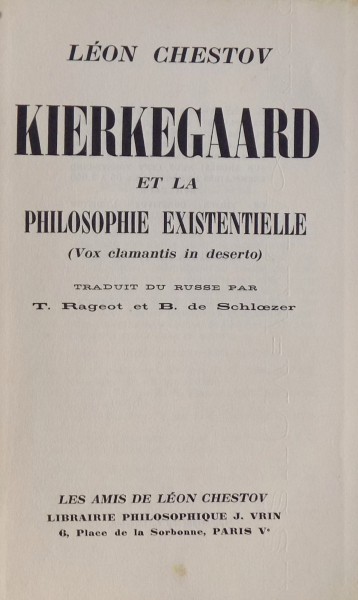 LÉON CHESTOV
KIERKEGAARD
ET LA
PHILOSOPHIE EXISTENTIELLE
(Vox clamantis in deserto)
TRADUIT DU RUSSE PAR
T. Rageot et B. de Schlœzer
LES AMIS DE LÉON CHESTOV
LIBRAIRIE PHILOSOPHIQUE J. VRIN
6, Place de la Sorbonne, PARIS Vᵉ